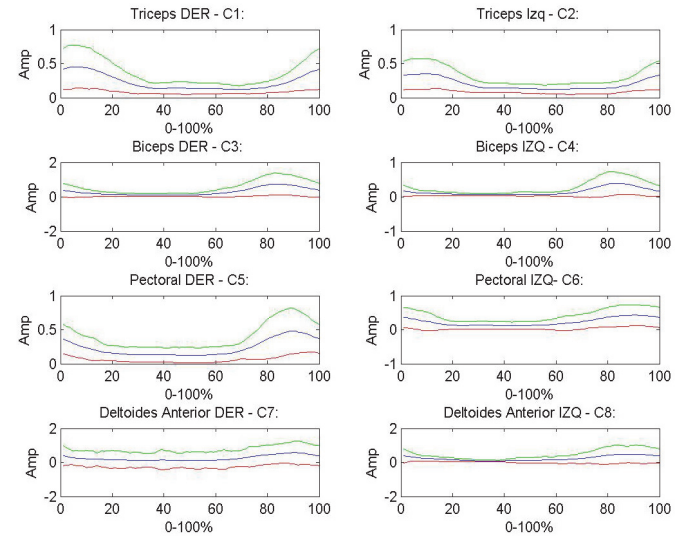 Triceps DER - C1:
Amp
1
0.5
0
0 20 40 60 80 100
0-100%
Triceps Izq - C2:
Amp
1
0.5
0
0 20 40 60 80 100
0-100%
Biceps DER - C3:
Amp
2
0
-2
0 20 40 60 80 100
0-100%
Biceps IZQ - C4:
Amp
1
0
-1
0 20 40 60 80 100
0-100%
Pectoral DER - C5:
Amp
1
0.5
0
0 20 40 60 80 100
0-100%
Pectoral IZQ- C6:
Amp
1
0
-1
0 20 40 60 80 100
0-100%
Deltoides Anterior DER - C7:
Amp
2
0
-2
0 20 40 60 80 100
0-100%
Deltoides Anterior IZQ - C8:
Amp
2
0
-2
0 20 40 60 80 100
0-100%